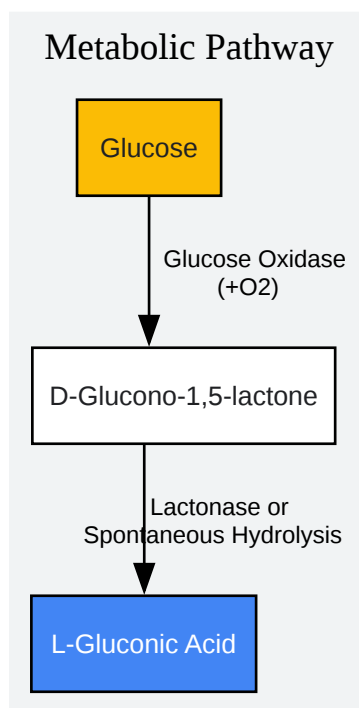 Metabolic Pathway
Glucose
Glucose Oxidase
(+O2)
D-Glucono-1,5-lactone
Lactonase or
Spontaneous Hydrolysis
L-Gluconic Acid